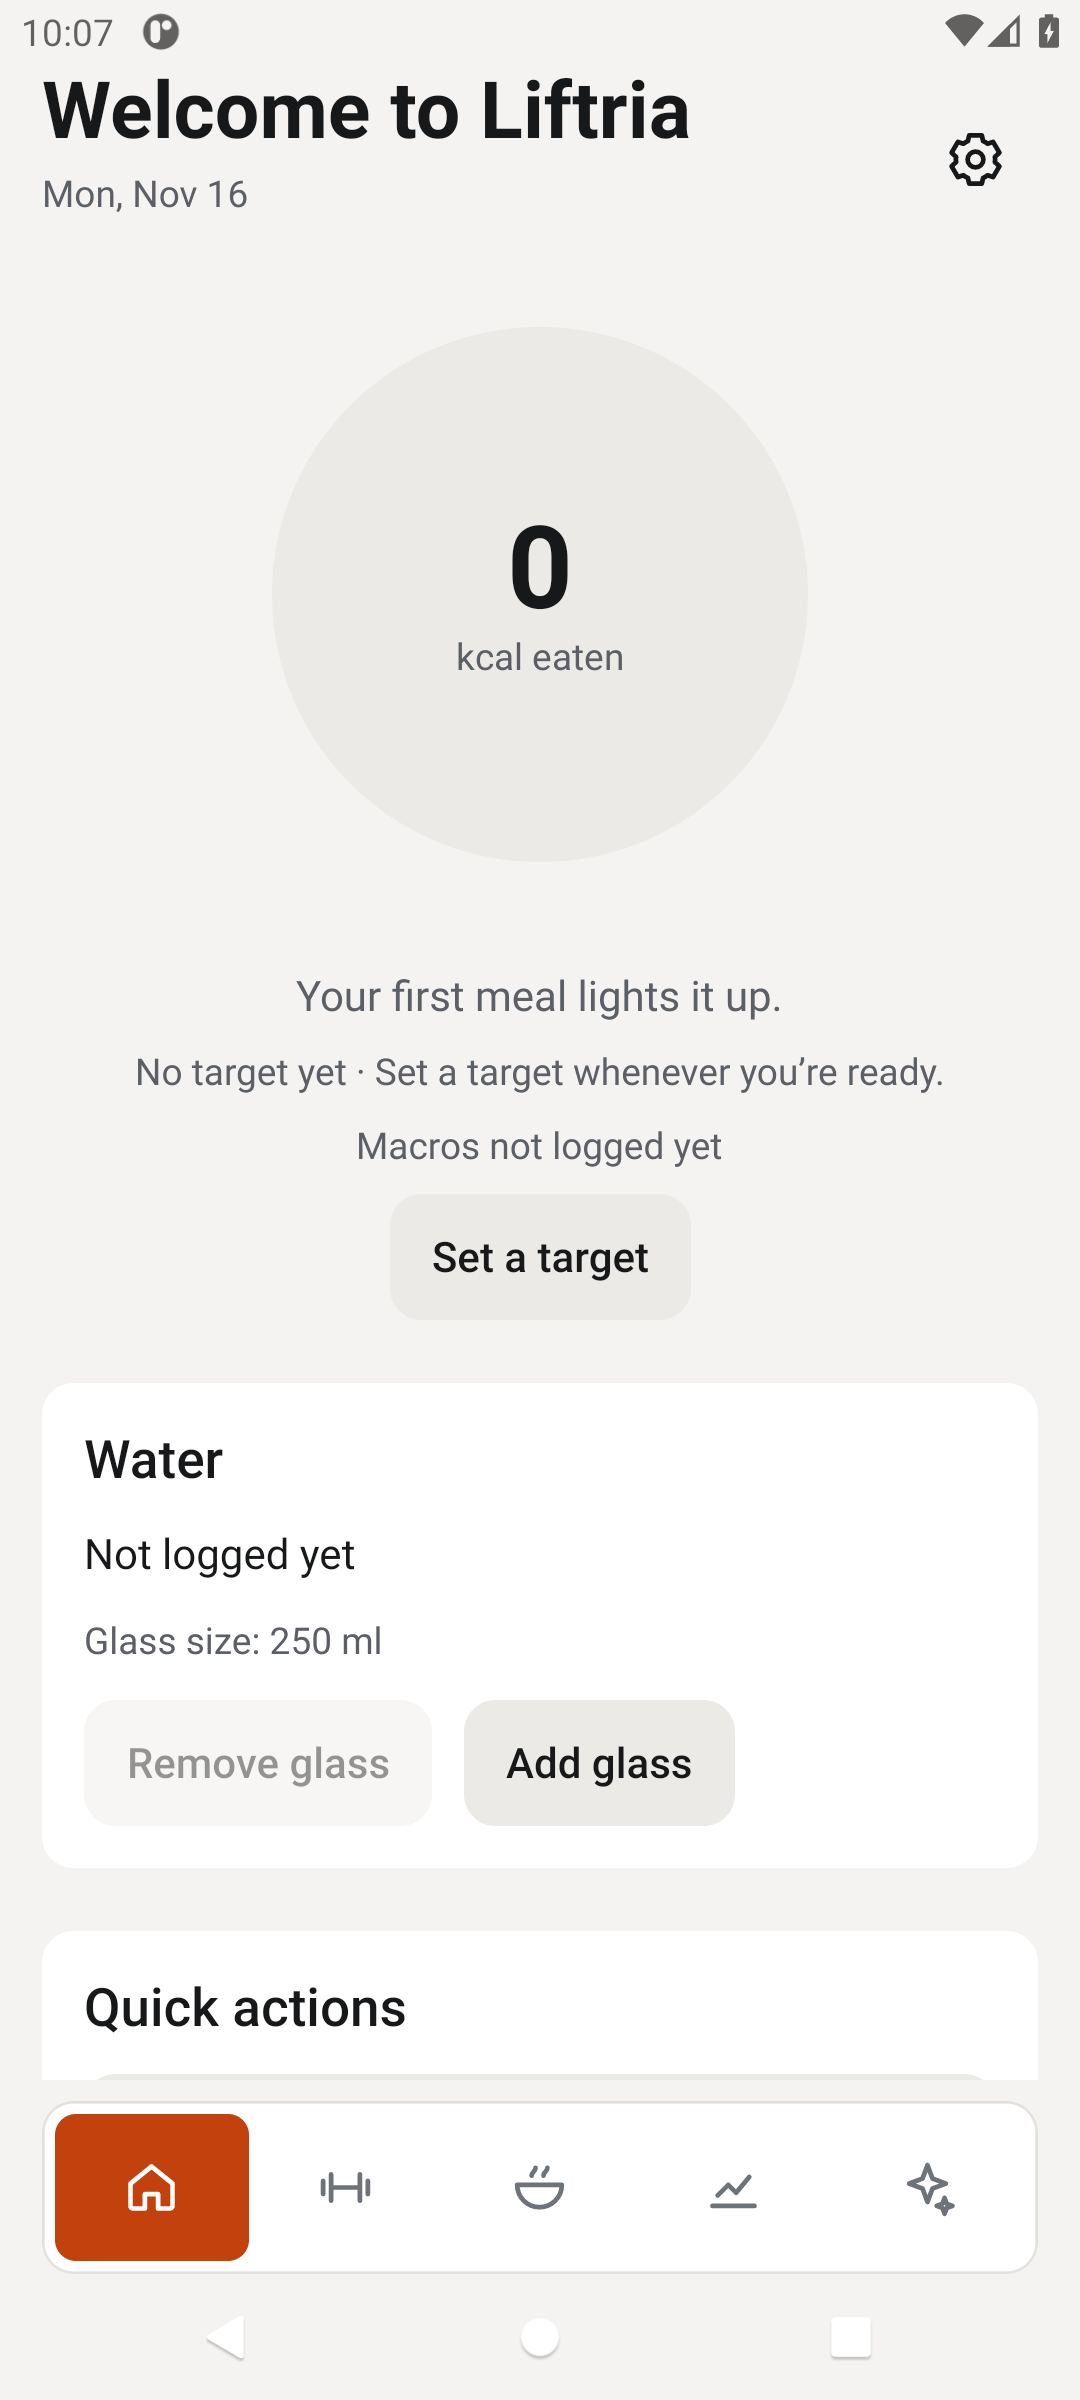 10:07
Welcome to Liftria
Mon, Nov 16
0
kcal eaten
Your first meal lights it up.
No target yet · Set a target whenever you’re ready.
Macros not logged yet
Set a target
Water
Not logged yet
Glass size: 250 ml
Remove glass
Add glass
Quick actions